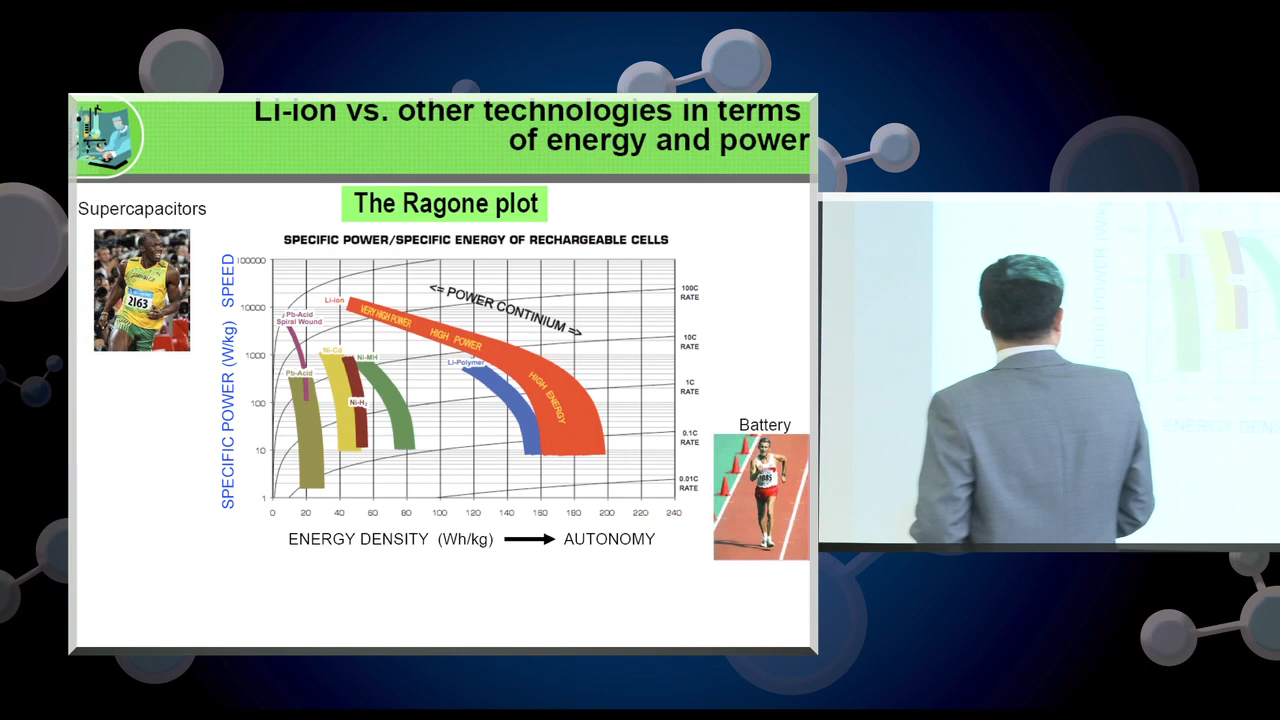 Li-ion vs. other technologies in terms
of energy and power
The Ragone plot
Supercapacitors
SPECIFIC POWER/SPECIFIC ENERGY OF RECHARGEABLE CELLS
SPECIFIC POWER (W/kg) SPEED
100000
10000
1000
100
10
1
<= POWER CONTINIUM =>
Li-ion
VERY HIGH POWER
HIGH POWER
HIGH ENERGY
Pb-Acid
Spiral Wound
Ni-Cd
Ni-MH
Li-Polymer
Pb-Acid
Ni-H₂
100C
RATE
10C
RATE
1C
RATE
0.1C
RATE
0.01C
RATE
0 20 40 60 80 100 120 140 160 180 200 220 240
ENERGY DENSITY (Wh/kg) AUTONOMY
Battery
2163